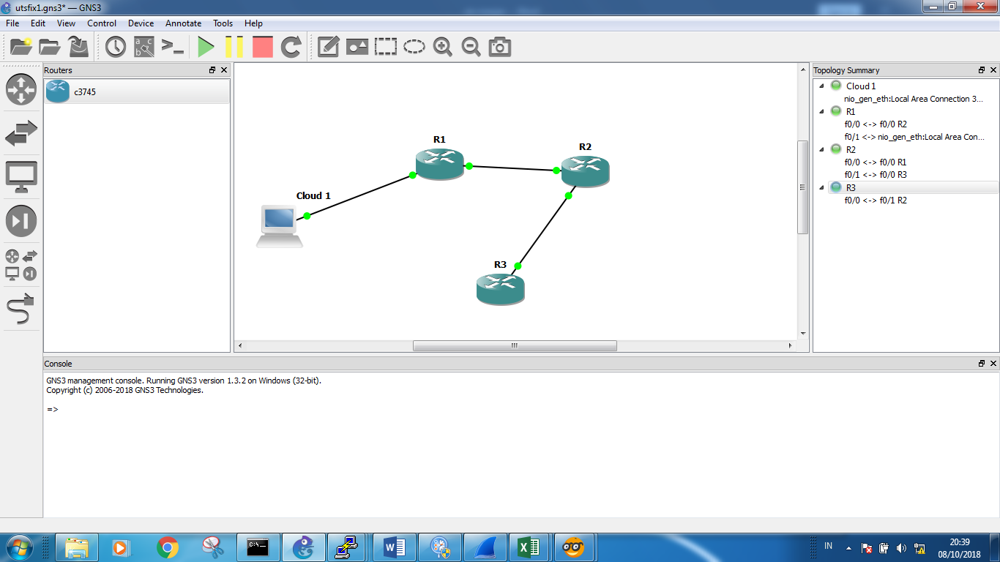 utsfix1.gns3* — GNS3
File Edit View Control Device Annotate Tools Help
Routers
c3745
R1
R2
Cloud 1
R3
Topology Summary
Cloud 1
nio_gen_eth:Local Area Connection 3...
R1
f0/0 <-> f0/0 R2
f0/1 <-> nio_gen_eth:Local Area Con...
R2
f0/0 <-> f0/0 R1
f0/1 <-> f0/0 R3
R3
f0/0 <-> f0/1 R2
Console
GNS3 management console. Running GNS3 version 1.3.2 on Windows (32-bit).
Copyright (c) 2006-2018 GNS3 Technologies.
=>
IN
20:39
08/10/2018